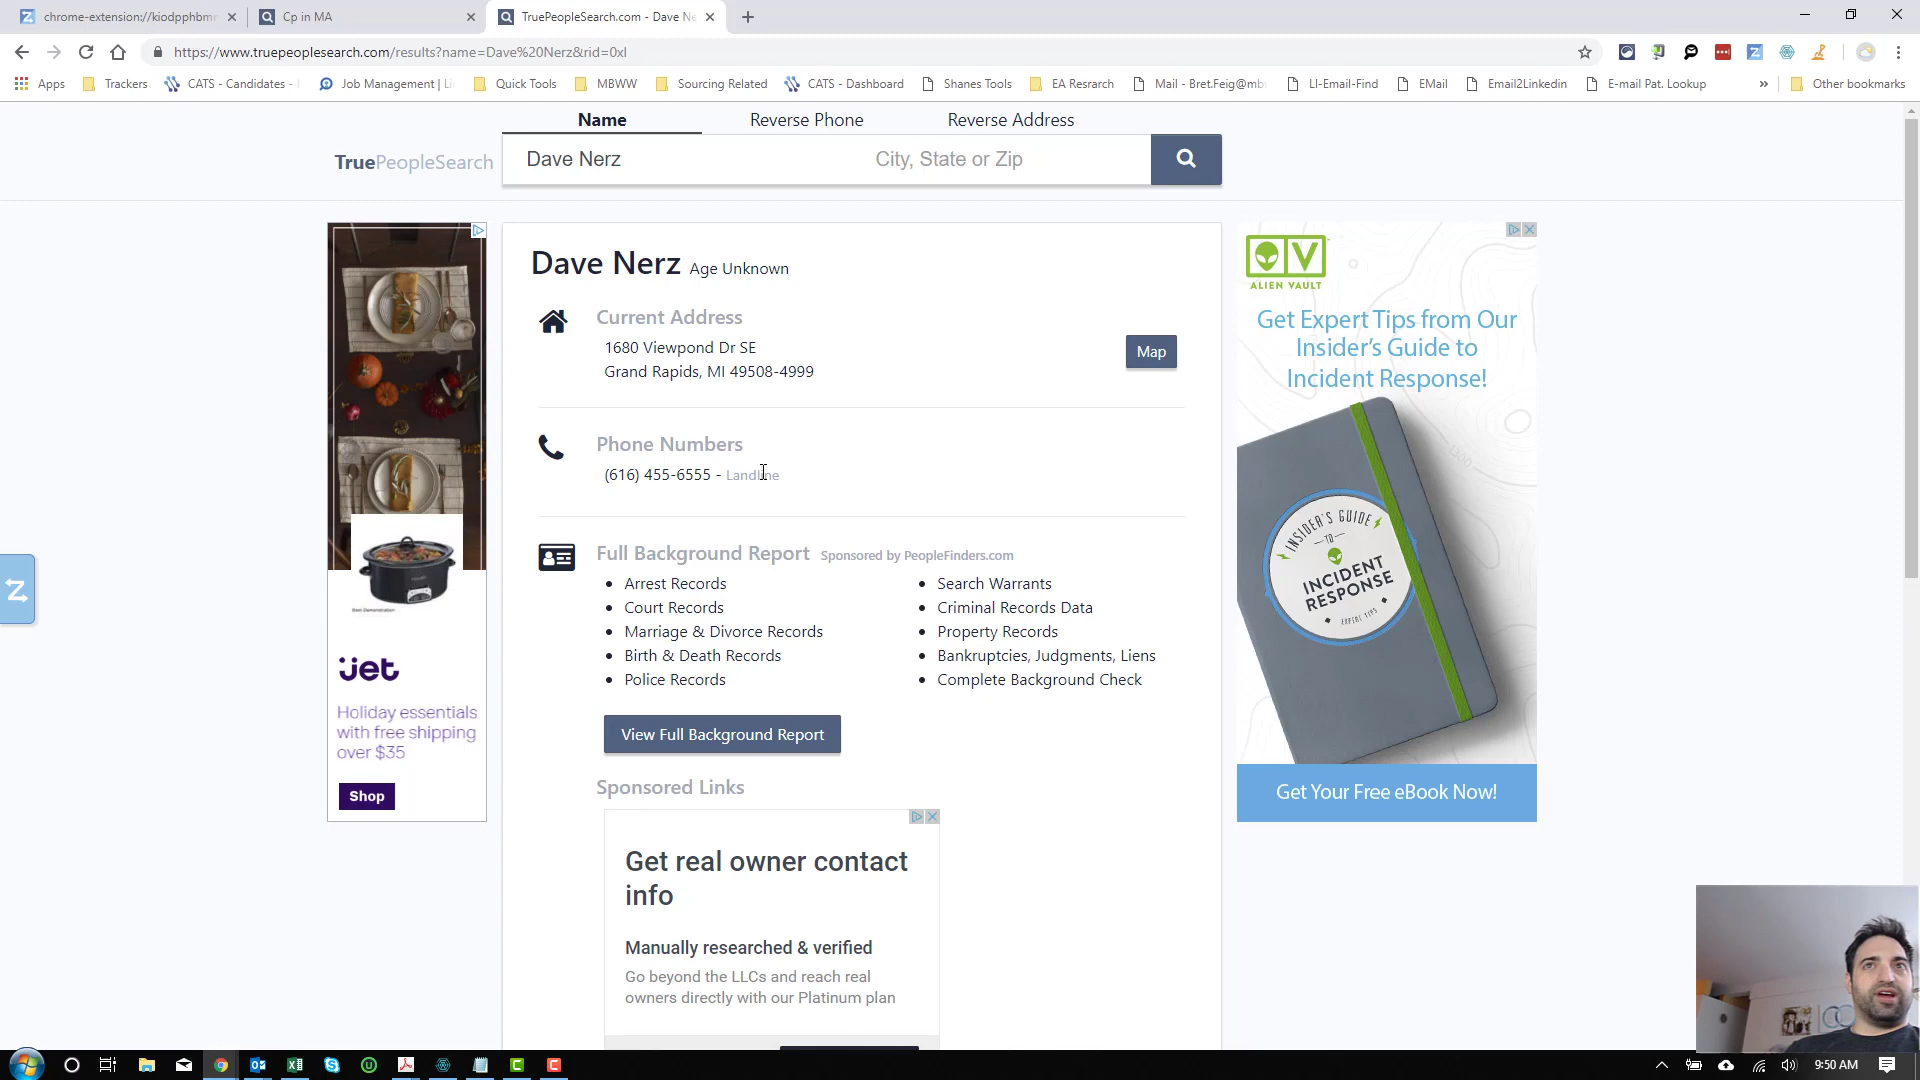 chrome-extension://kiodpphbmr
Cp in MA
TruePeopleSearch.com - Dave Ne
https://www.truepeoplesearch.com/results?name=Dave%20Nerz&rid=0xl
Apps
Trackers
CATS - Candidates -
Job Management | Li
Quick Tools
MBWW
Sourcing Related
CATS - Dashboard
Shanes Tools
EA Resrarch
Mail - Bret.Feig@mb
LI-Email-Find
EMail
Email2Linkedin
E-mail Pat. Lookup
»
Other bookmarks
Name
Reverse Phone
Reverse Address
TruePeopleSearch
Dave Nerz
City, State or Zip
Dave Nerz Age Unknown
Current Address
1680 Viewpond Dr SE
Grand Rapids, MI 49508-4999
Map
Phone Numbers
(616) 455-6555 - Landline
Full Background Report Sponsored by PeopleFinders.com
• Arrest Records
• Court Records
• Marriage & Divorce Records
• Birth & Death Records
• Police Records
• Search Warrants
• Criminal Records Data
• Property Records
• Bankruptcies, Judgments, Liens
• Complete Background Check
View Full Background Report
Sponsored Links
Get real owner contact
info
Manually researched & verified
Go beyond the LLCs and reach real
owners directly with our Platinum plan
jet
Holiday essentials
with free shipping
over $35
Shop
ALIEN VAULT
Get Expert Tips from Our
Insider's Guide to
Incident Response!
INSIDER'S GUIDE
TO
INCIDENT
RESPONSE
EXPERT TIPS
Get Your Free eBook Now!
9:50 AM